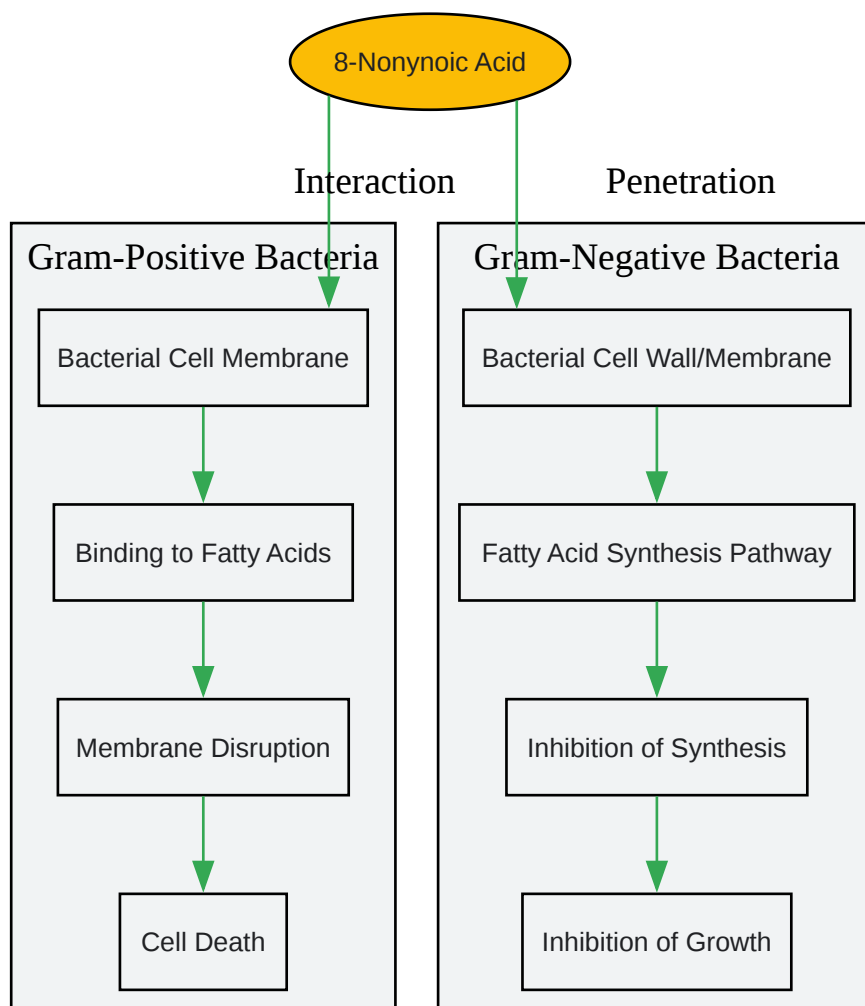 8-Nonynoic Acid
Interaction
Penetration
Gram-Positive Bacteria
Bacterial Cell Membrane
Binding to Fatty Acids
Membrane Disruption
Cell Death
Gram-Negative Bacteria
Bacterial Cell Wall/Membrane
Fatty Acid Synthesis Pathway
Inhibition of Synthesis
Inhibition of Growth